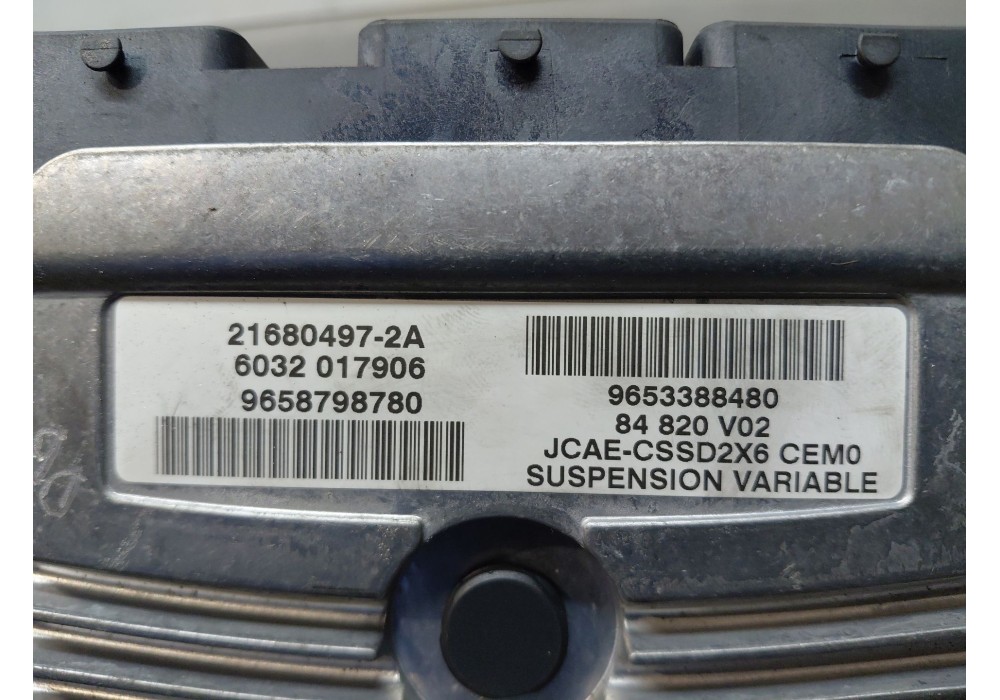 21680497-2A
6032 017906
9658798780
9653388480
84 820 V02
JCAE-CSSD2X6 CEM0
SUSPENSION VARIABLE